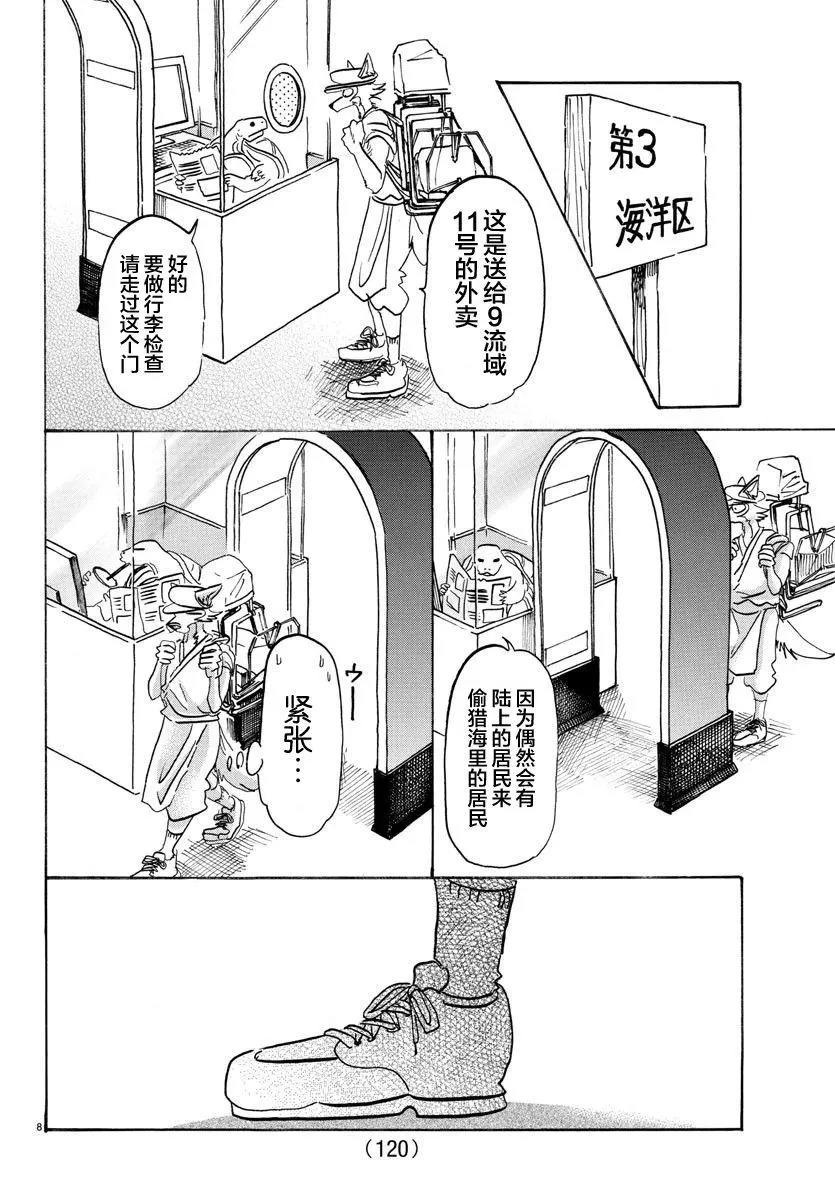 第3
海洋区
这是送给9流域
11号的外卖
好的
要做行李检查
请走过这个门
因为偶然会有
陆上的居民来
偷猎海里的居民
ウー
紧张…
8
(120)